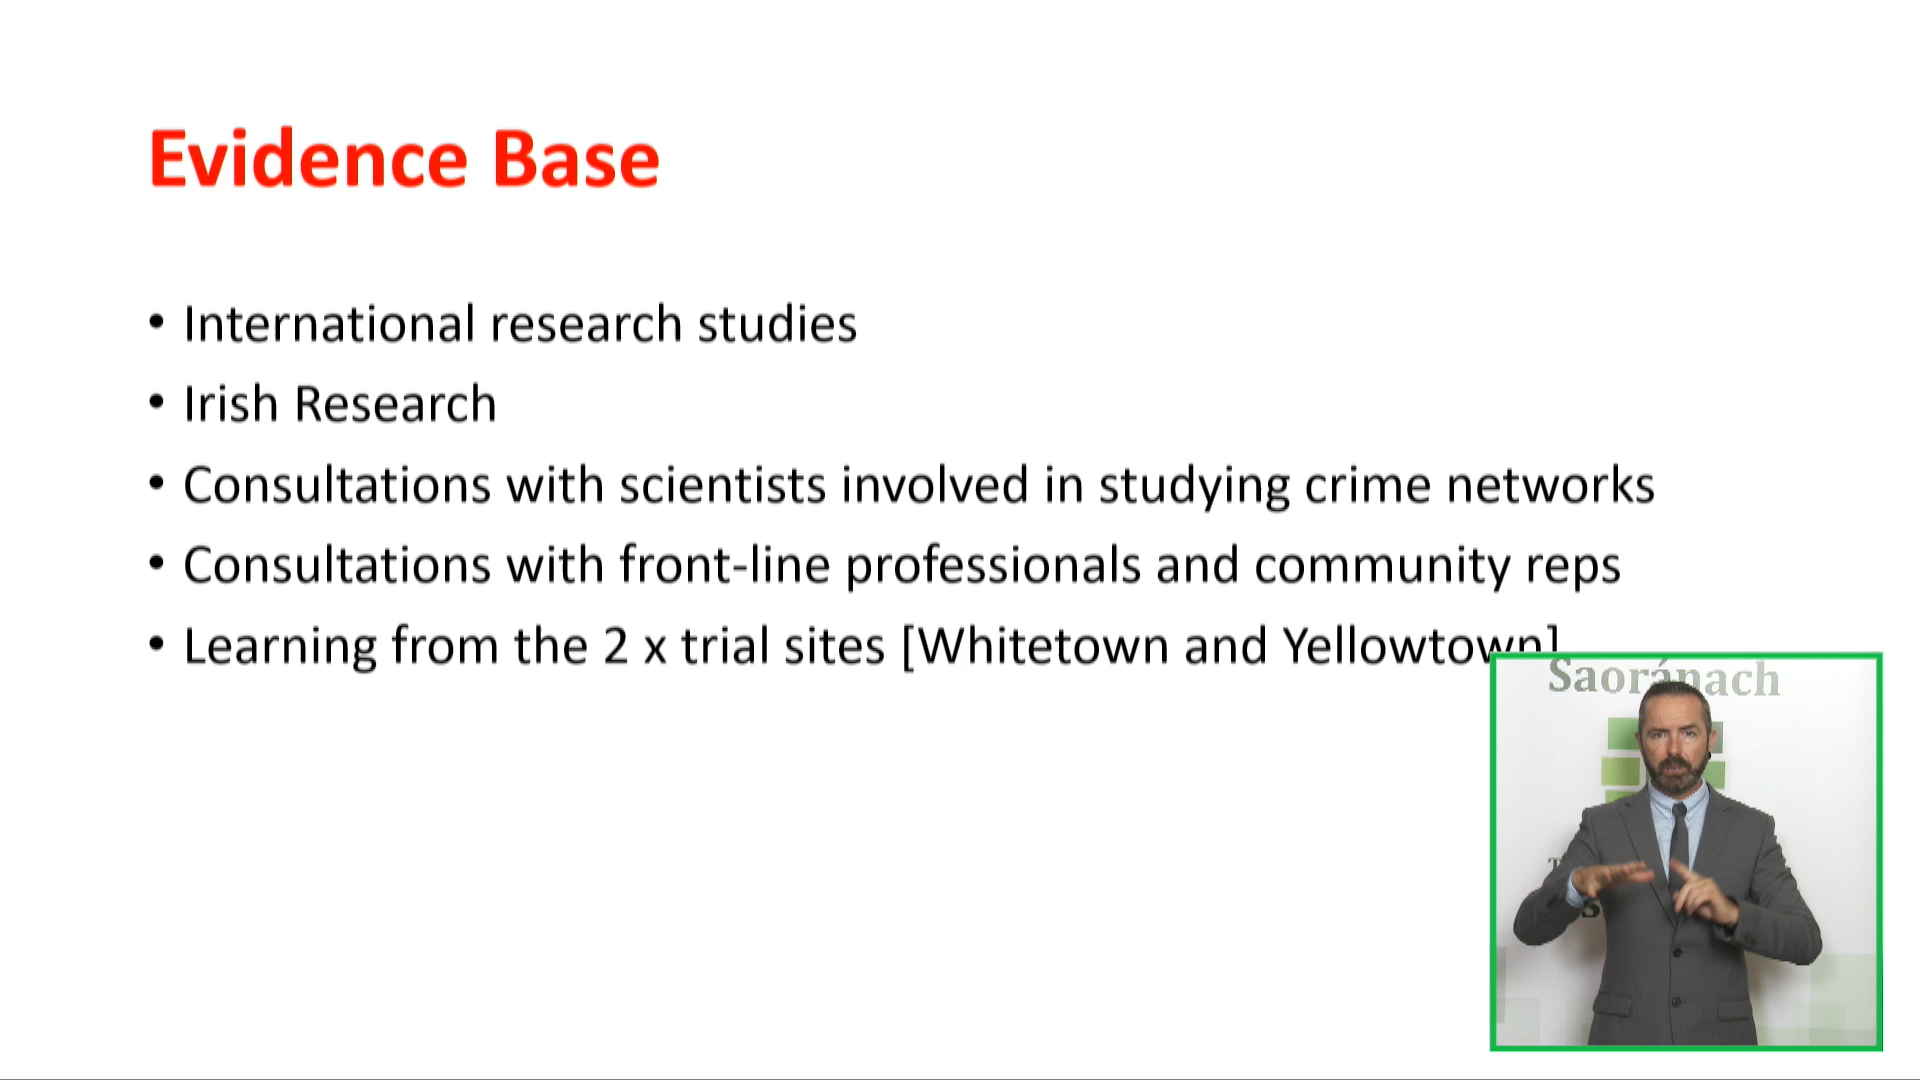 Evidence Base
• International research studies
• Irish Research
• Consultations with scientists involved in studying crime networks
• Consultations with front-line professionals and community reps
• Learning from the 2 x trial sites [Whitetown and Yellowtown]
Saoránach